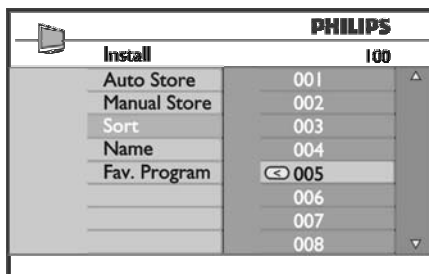 PHILIPS
Install 100
Auto Store 001
Manual Store 002
Sort 003
Name 004
Fav. Program < 005
006
007
008